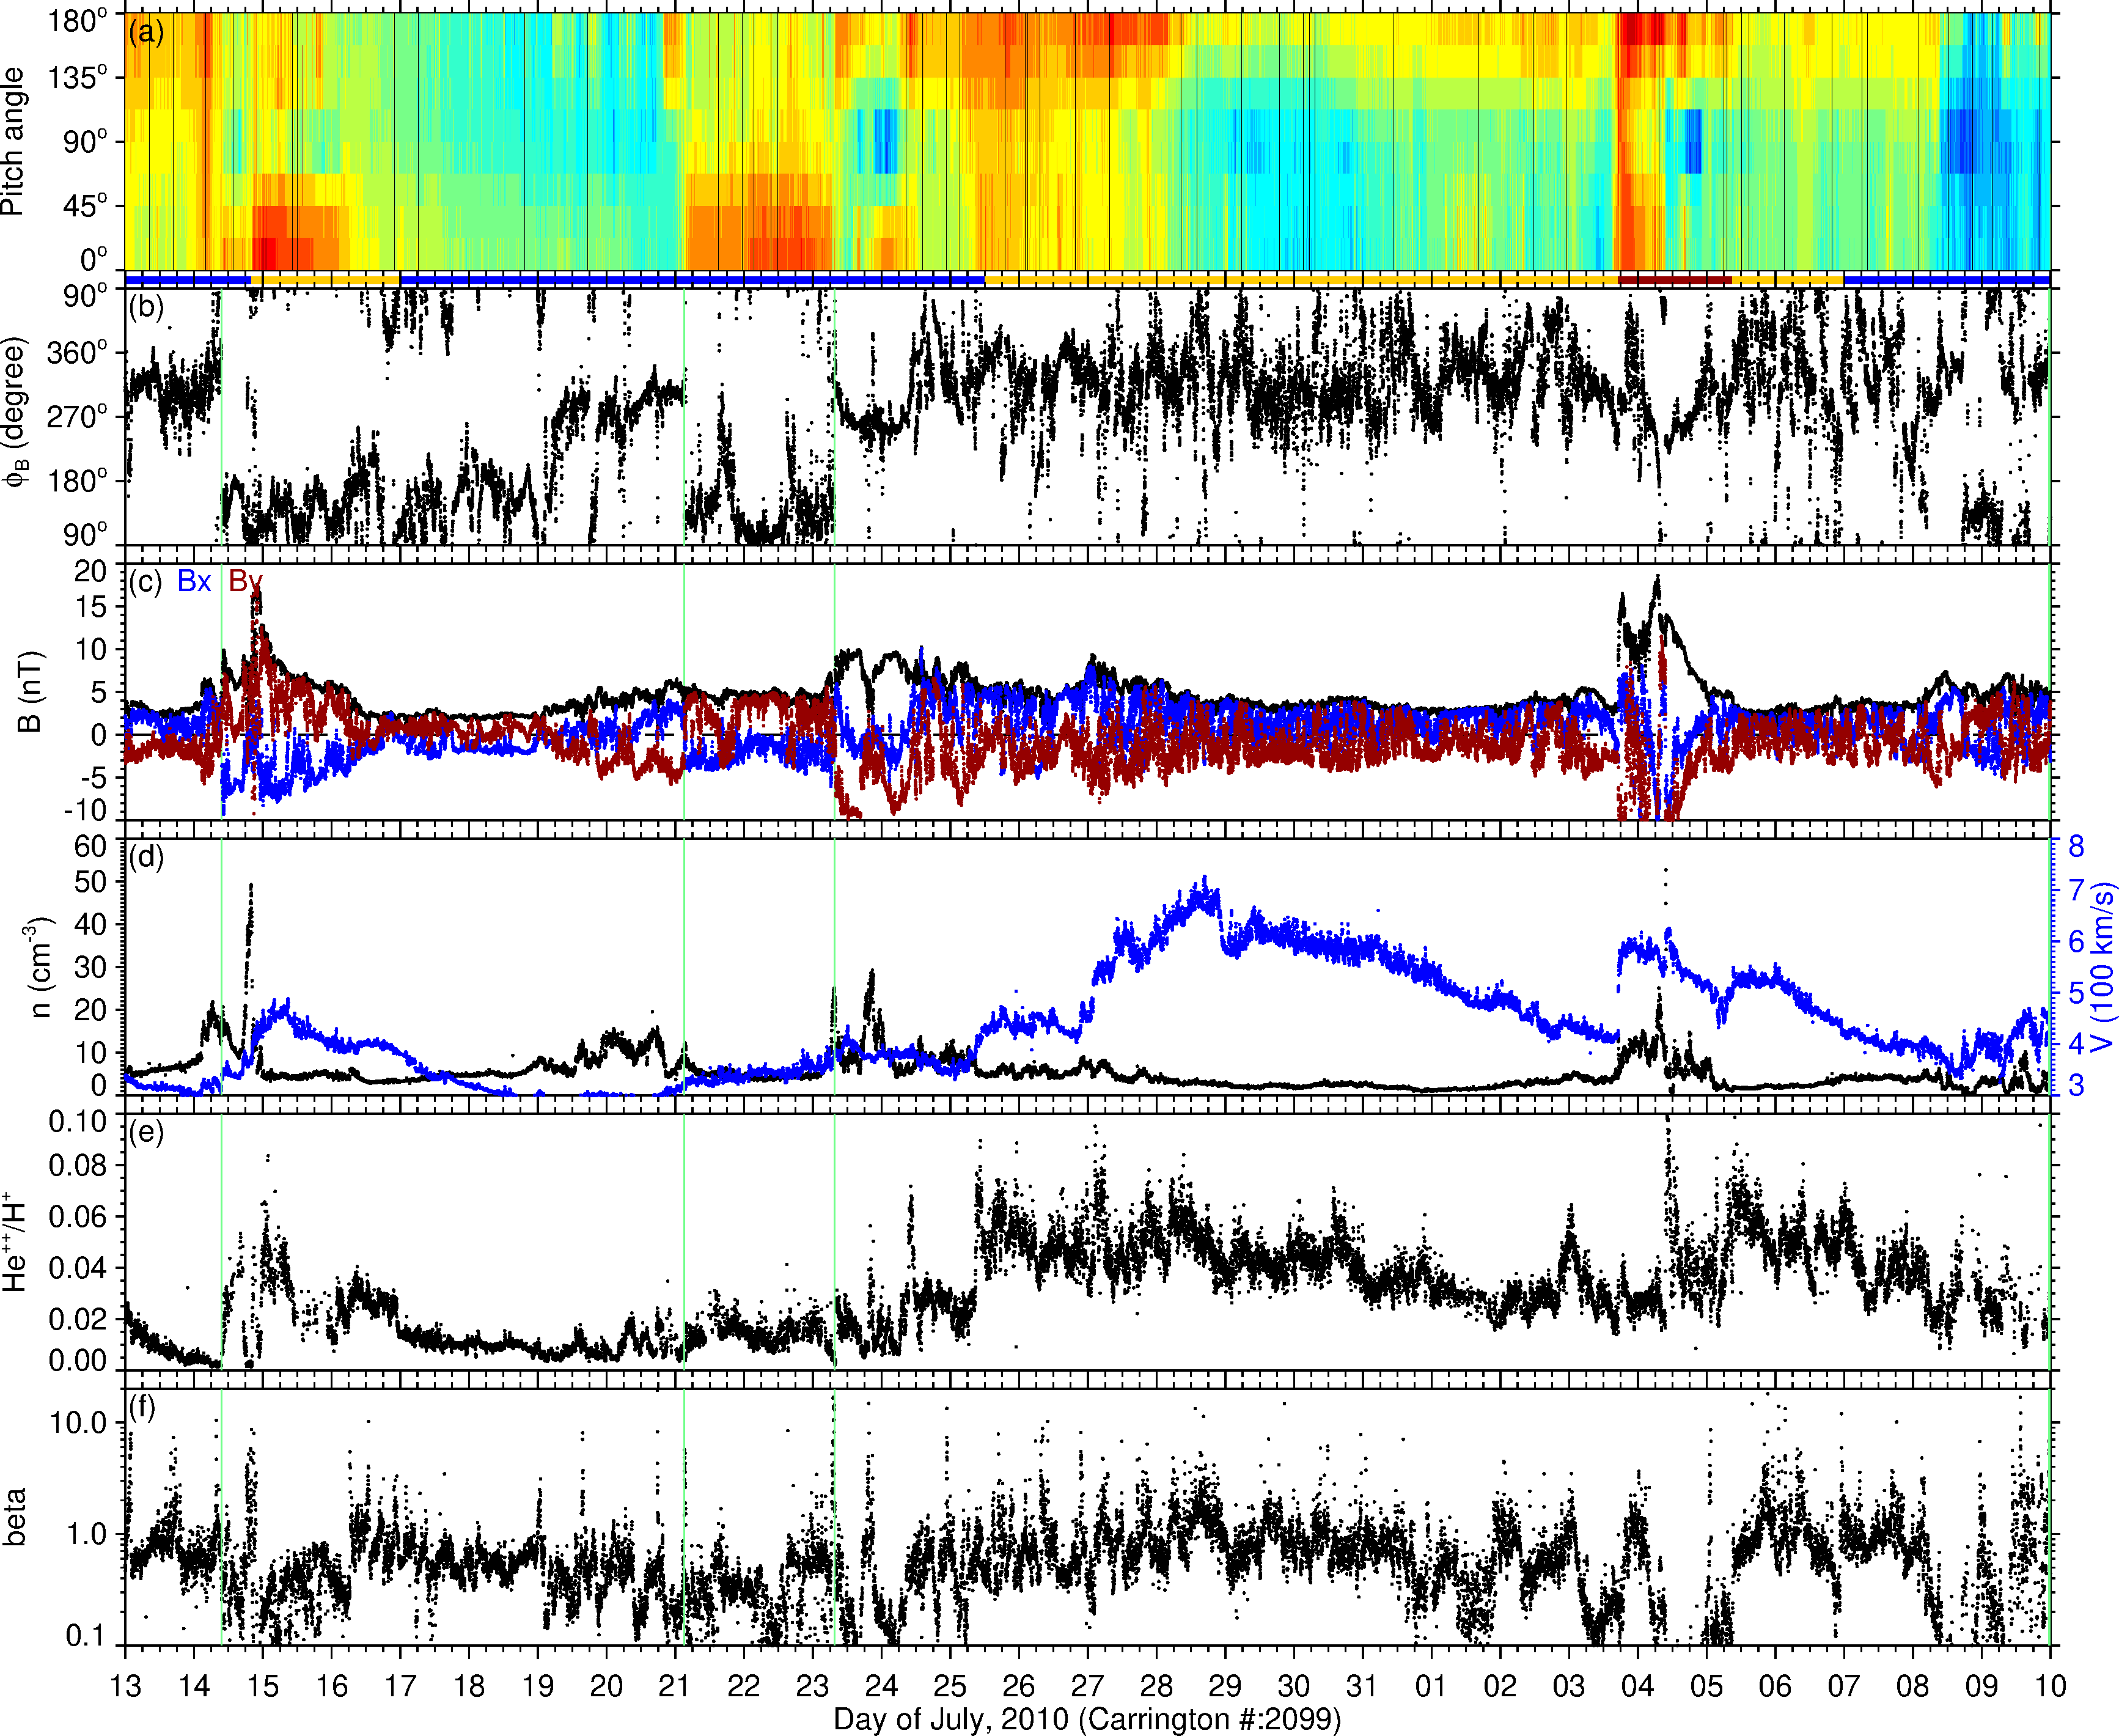 (a)
180°
135°
90°
45°
0°
Pitch angle
(b)
90°
360°
270°
180°
90°
ϕB (degree)
(c) Bx By
20
15
10
5
0
-5
-10
B (nT)
(d)
60
50
40
30
20
10
0
n (cm-3)
8
7
6
5
4
3
V (100 km/s)
(e)
0.10
0.08
0.06
0.04
0.02
0.00
He++/H+
(f)
10.0
1.0
0.1
beta
13 14 15 16 17 18 19 20 21 22 23 24 25 26 27 28 29 30 31 01 02 03 04 05 06 07 08 09 10
Day of July, 2010 (Carrington #:2099)